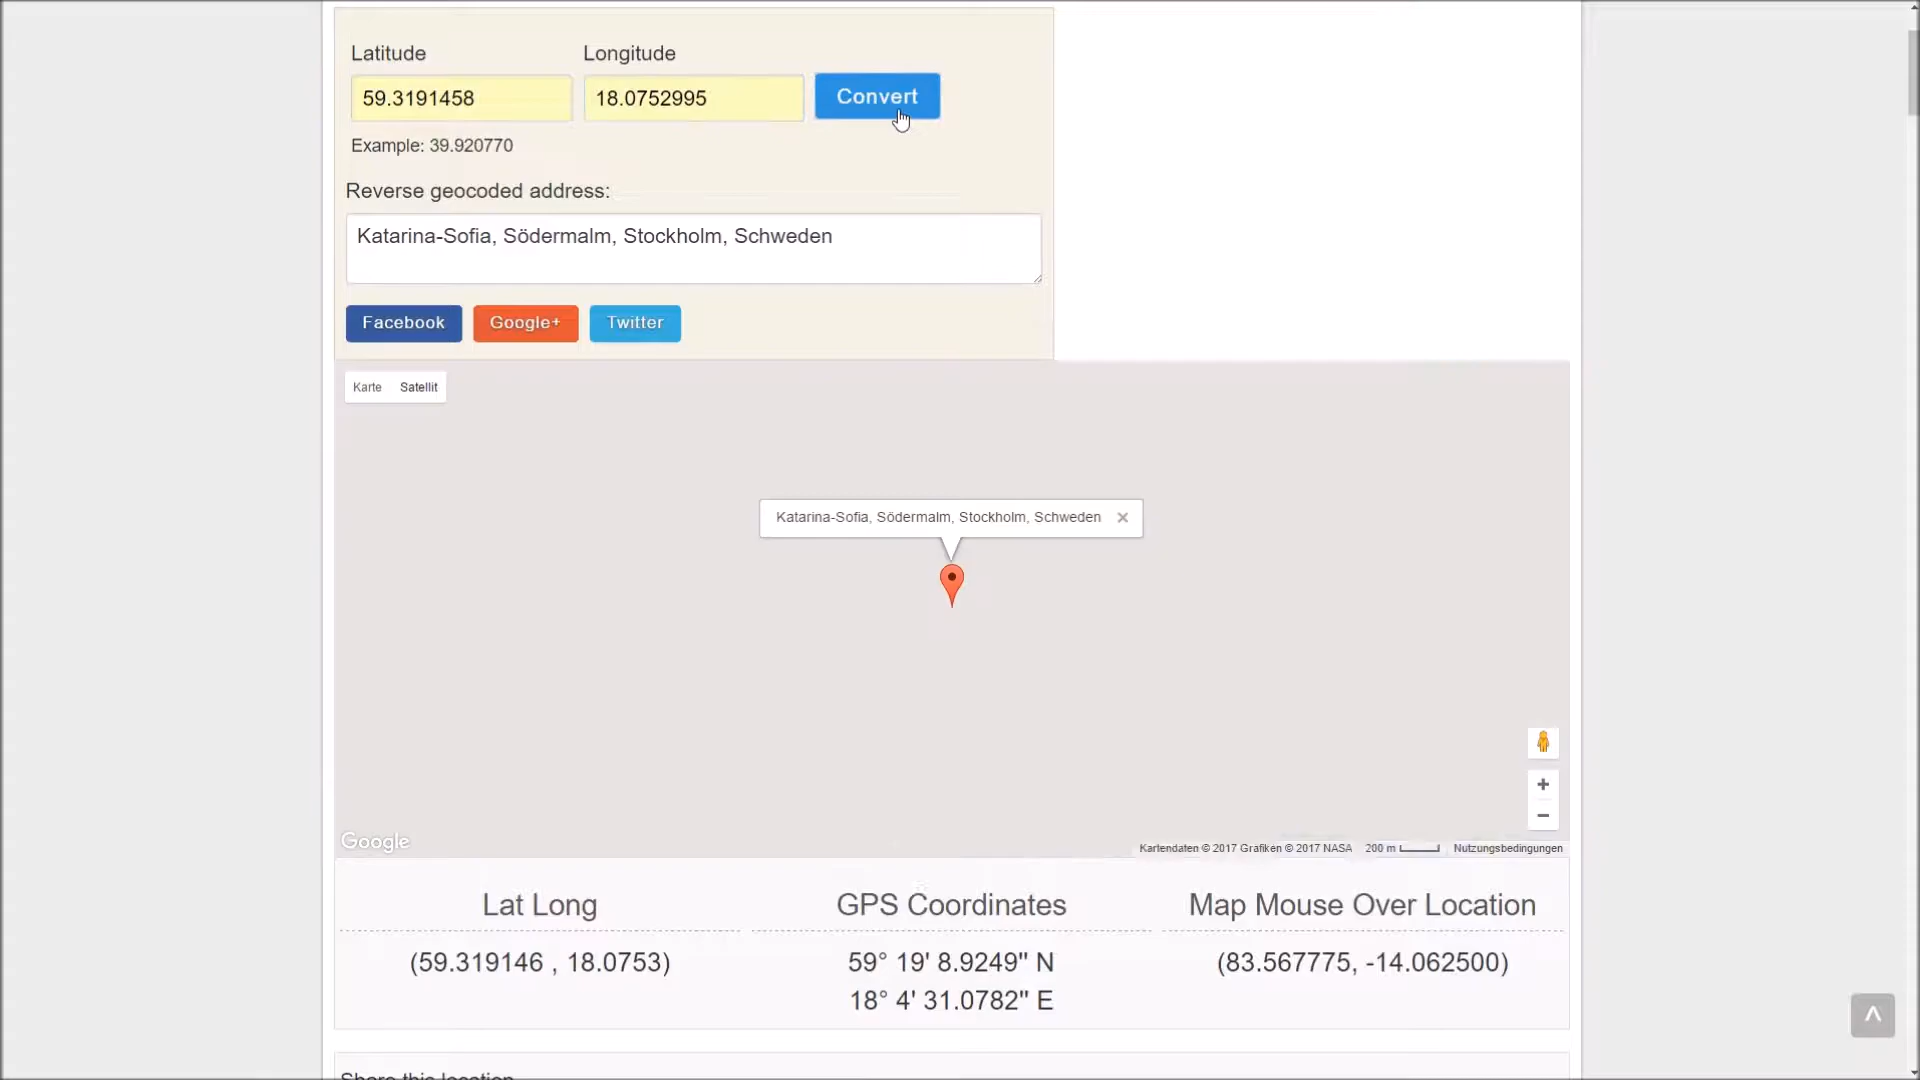 Latitude
Longitude
59.3191458
18.0752995
Convert
Example: 39.920770
Reverse geocoded address:
Katarina-Sofia, Södermalm, Stockholm, Schweden
Facebook
Google+
Twitter
Karte
Satellit
Katarina-Sofia, Södermalm, Stockholm, Schweden
Google
Kartendaten © 2017 Grafiken © 2017 NASA
200 m
Nutzungsbedingungen
Lat Long
GPS Coordinates
Map Mouse Over Location
(59.319146 , 18.0753)
59° 19' 8.9249'' N
(83.567775, -14.062500)
18° 4' 31.0782'' E
Share this location